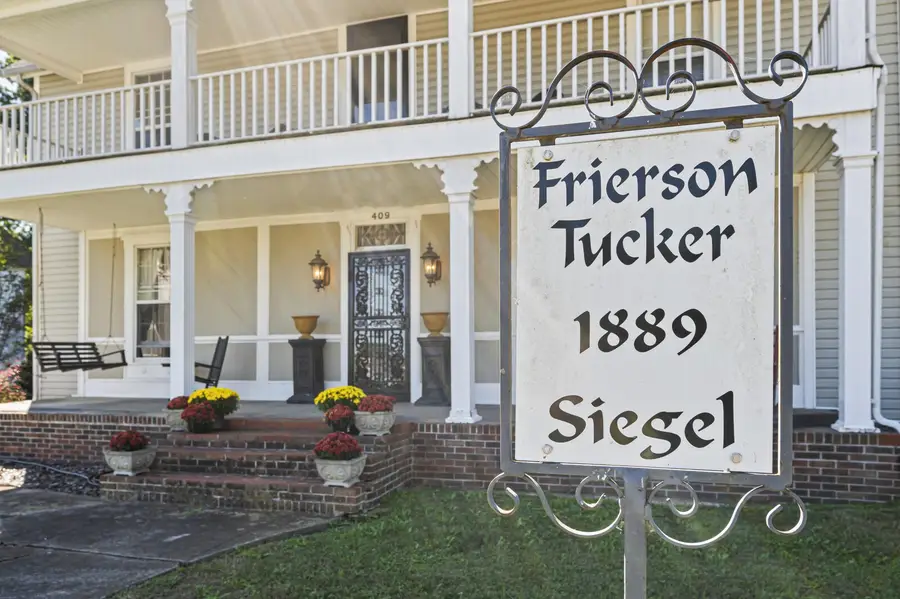 409
Frierson
Tucker
1889
Siegel